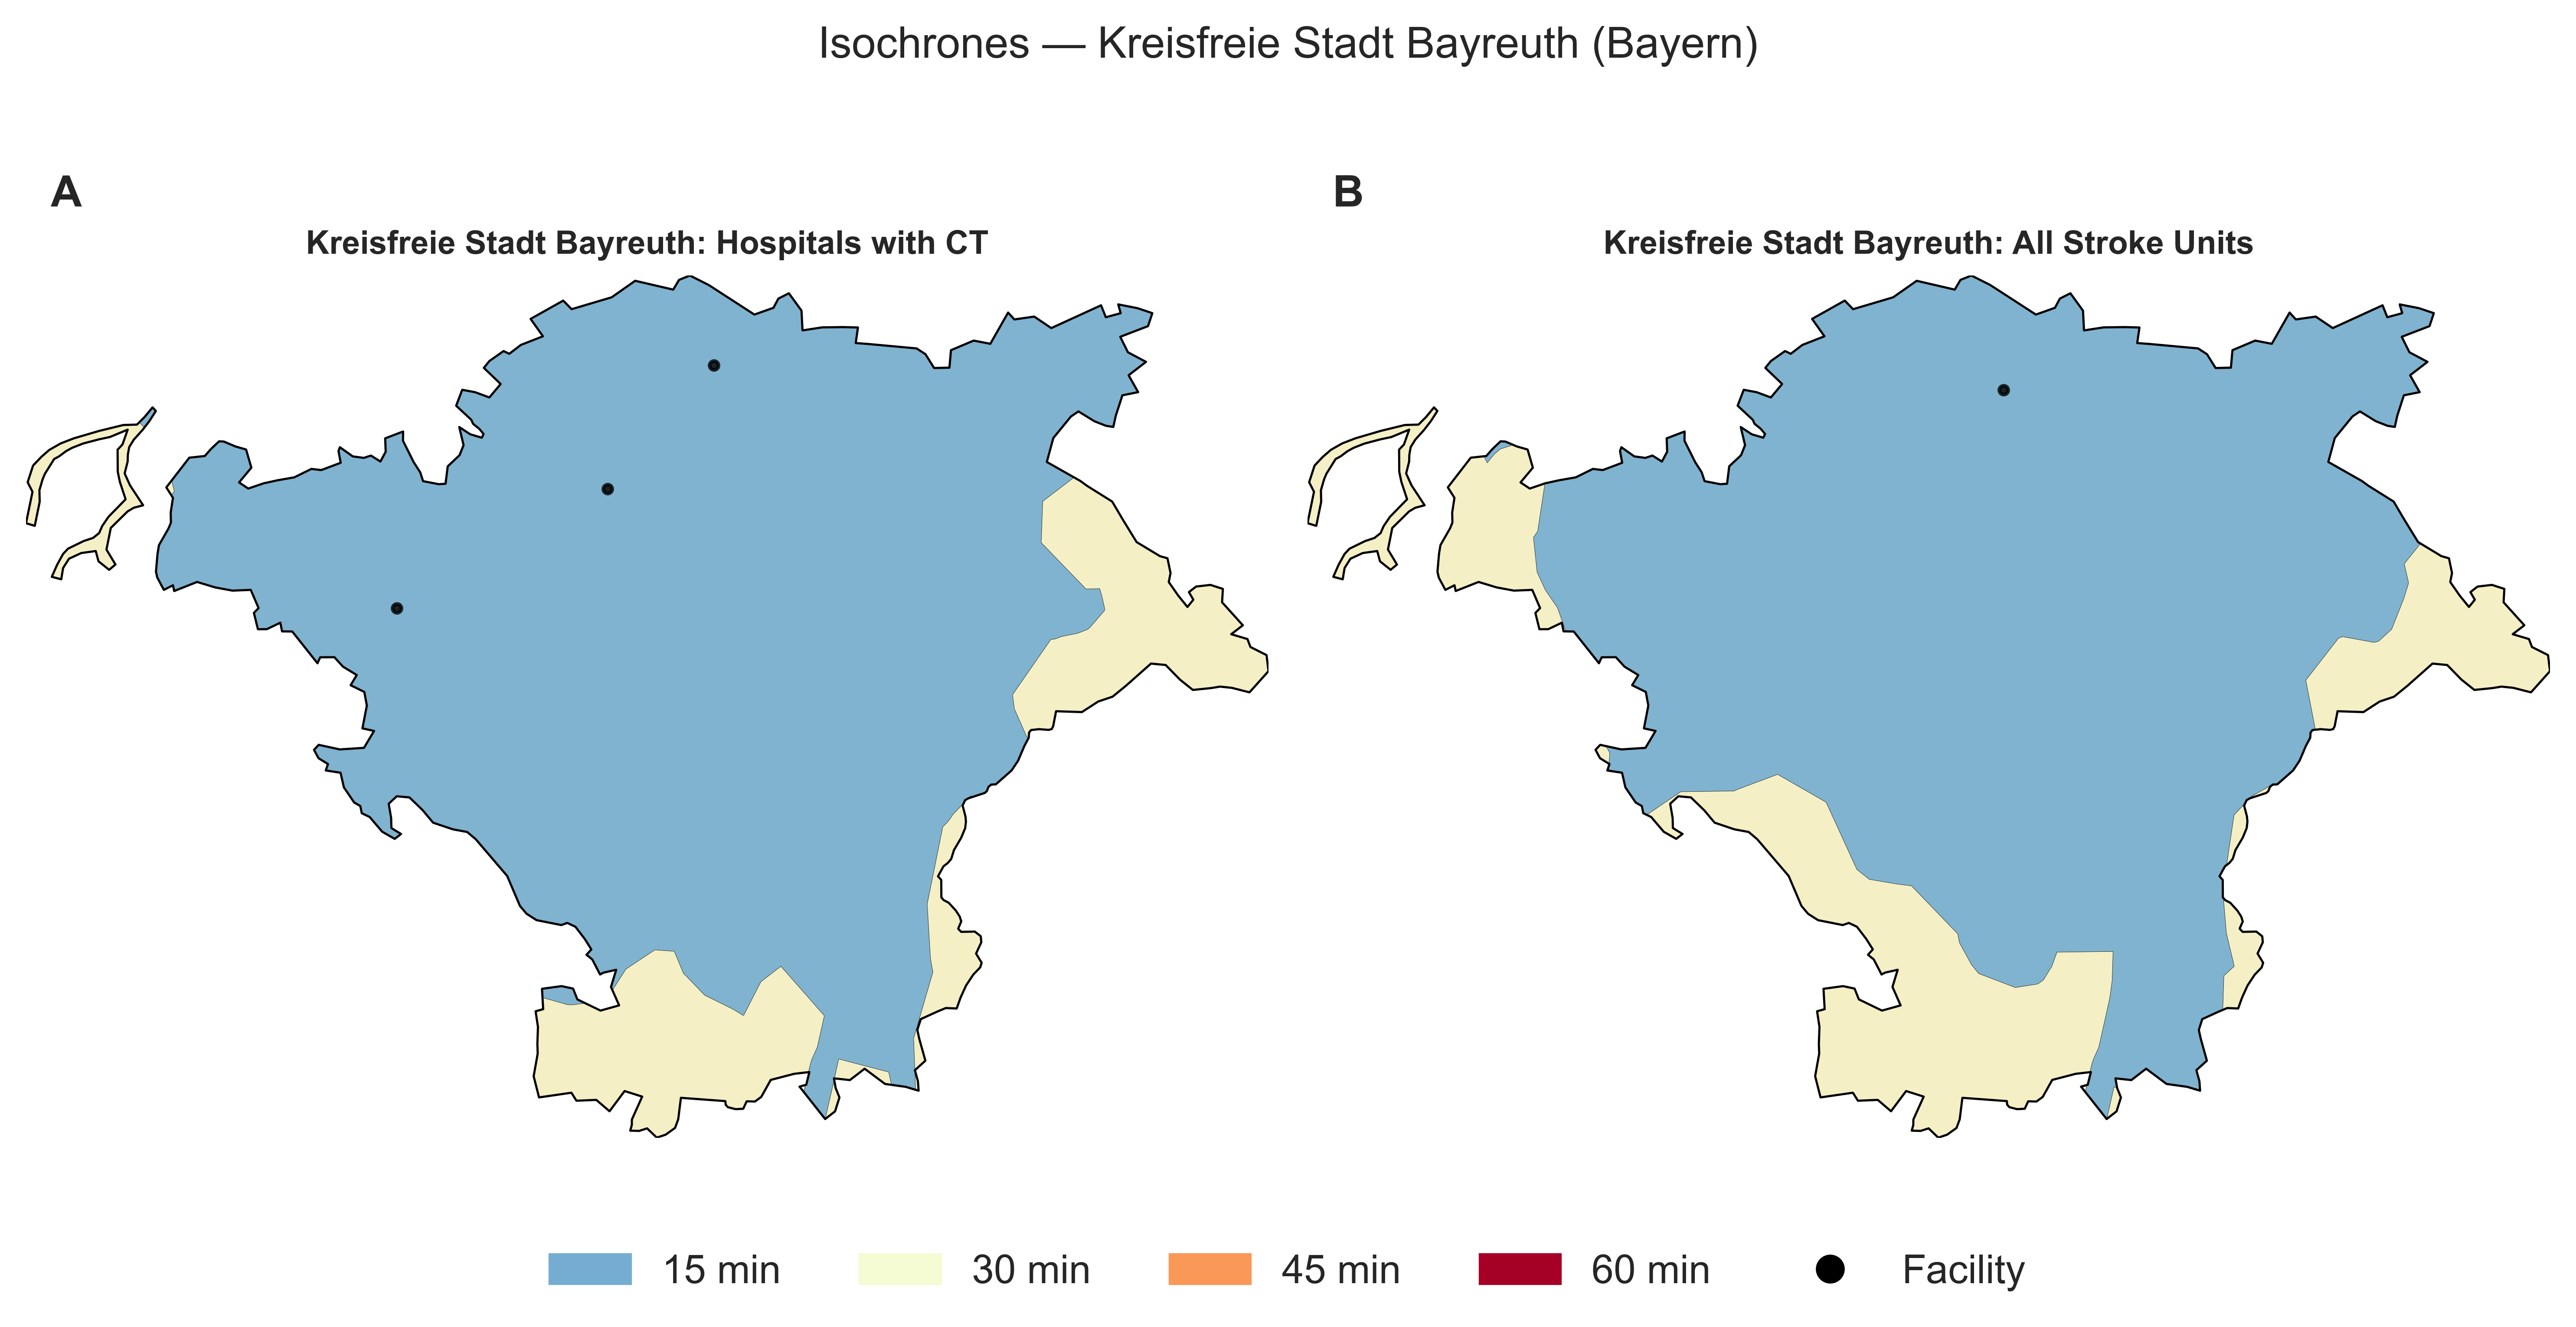 Isochrones — Kreisfreie Stadt Bayreuth (Bayern)
A
B
Kreisfreie Stadt Bayreuth: Hospitals with CT
Kreisfreie Stadt Bayreuth: All Stroke Units
15 min
30 min
45 min
60 min
Facility